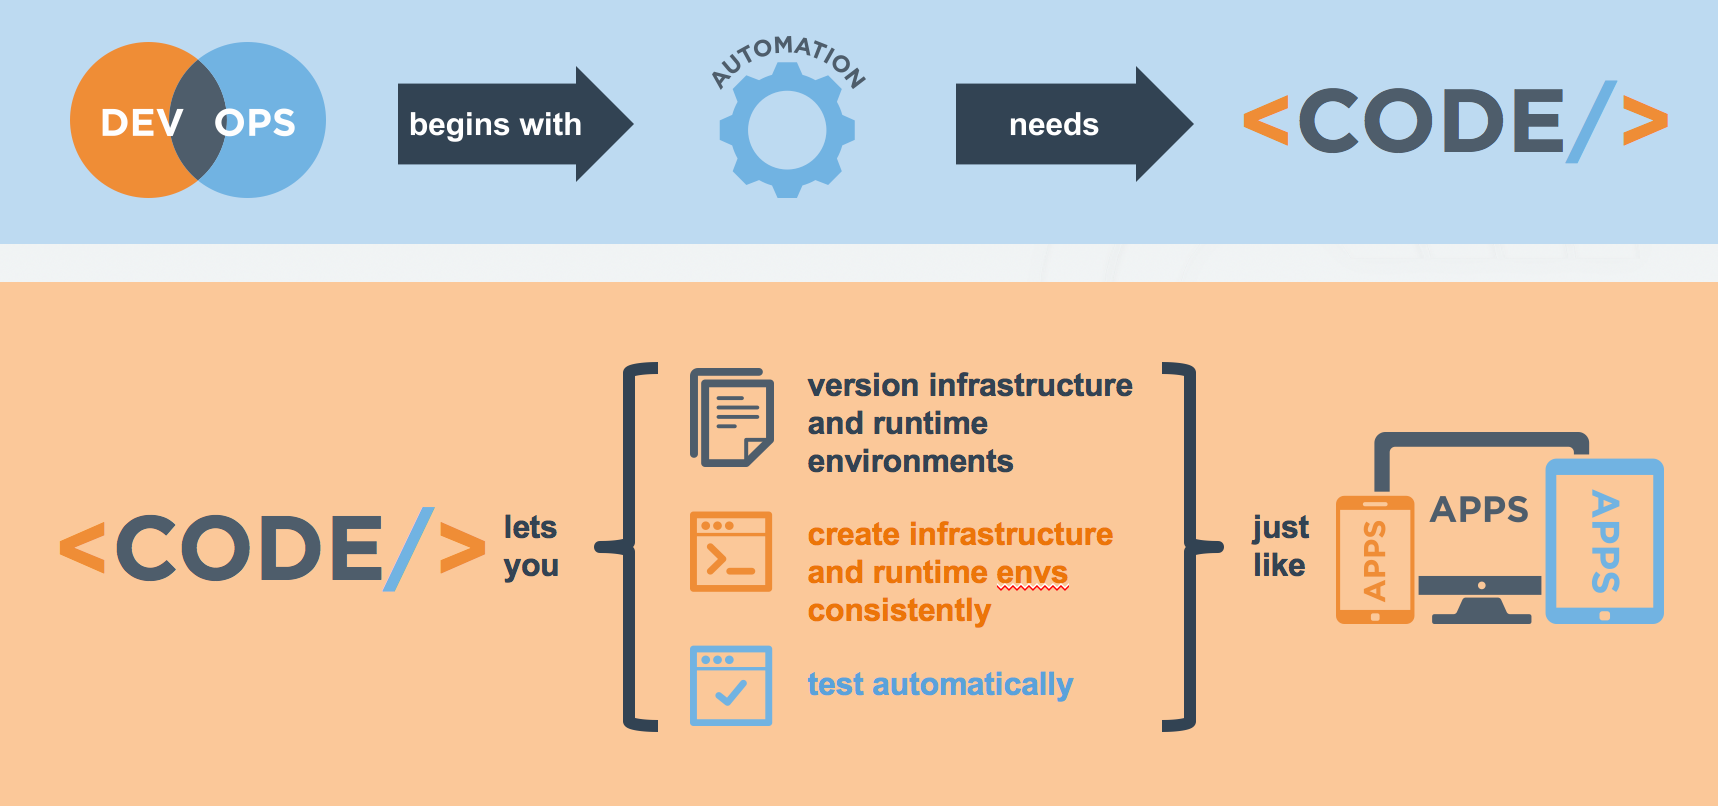 DEV OPS
begins with
AUTOMATION
needs
<CODE/>
<CODE/>
lets
you
version infrastructure
and runtime
environments
create infrastructure
and runtime envs
consistently
test automatically
just
like
APPS
APPS
APPS